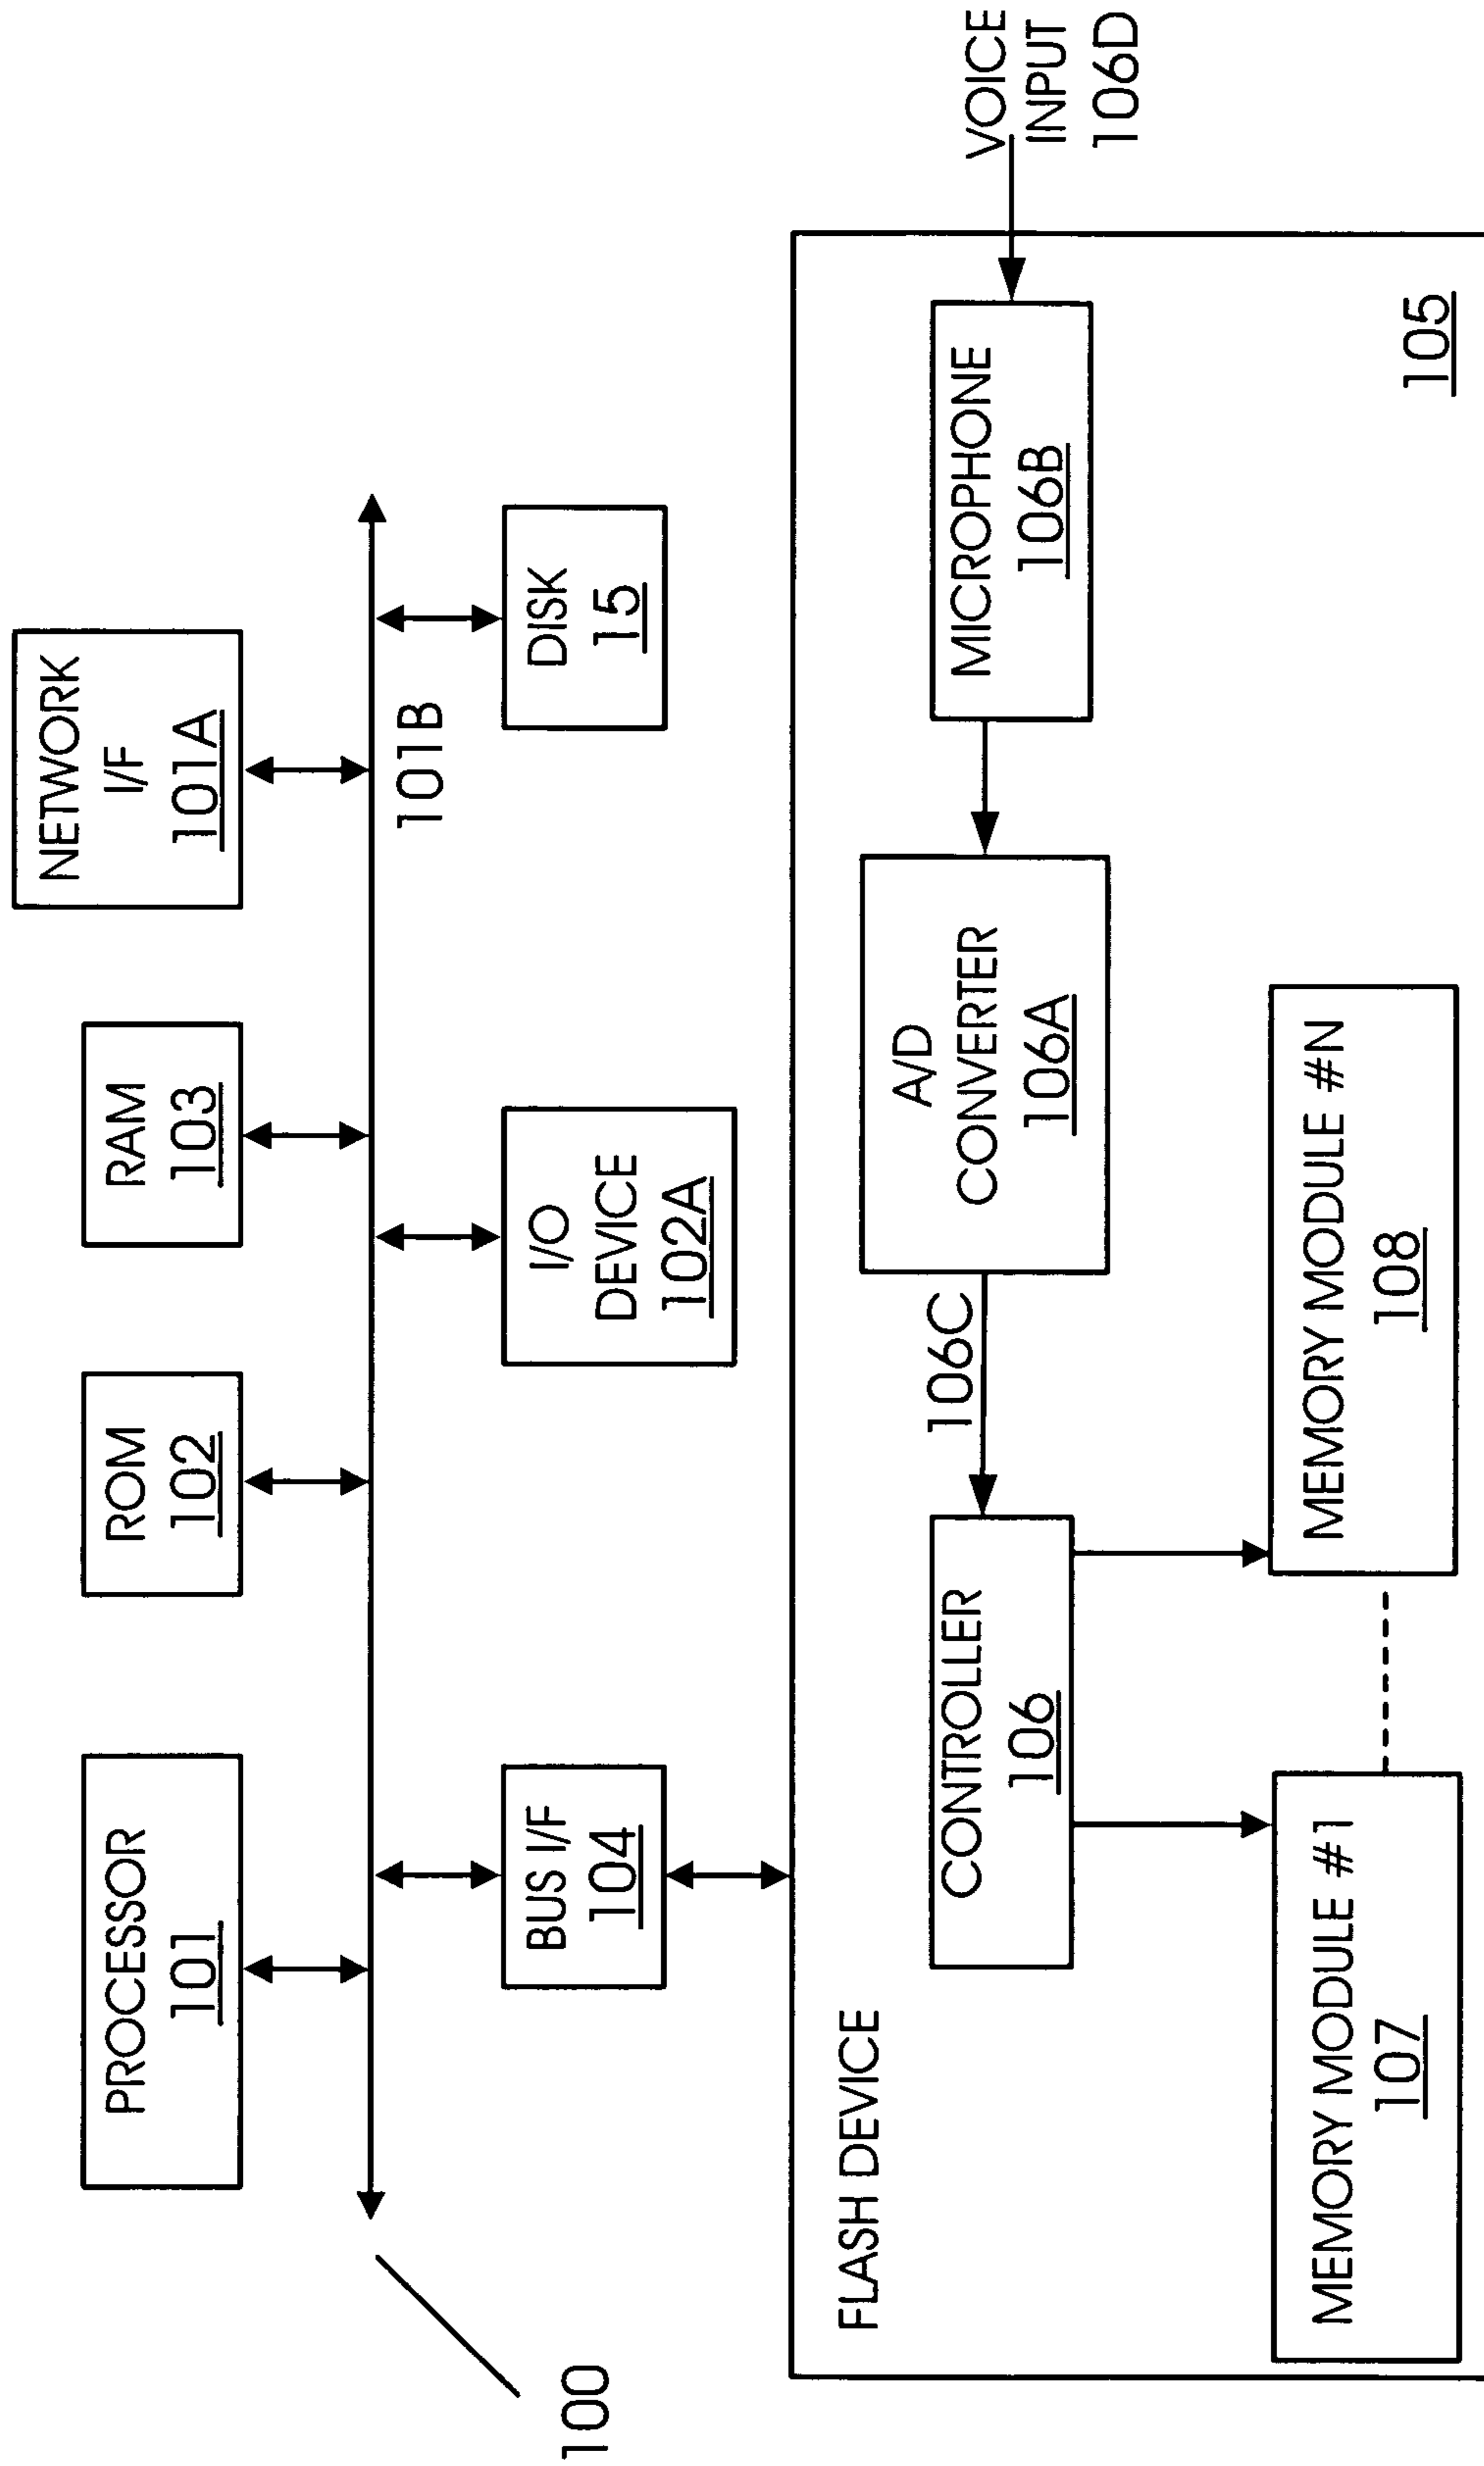 PROCESSOR
101
ROM
102
RAM
103
NETWORK
I/F
101A
101B
100
BUS I/F
104
I/O
DEVICE
102A
DISK
15
FLASH DEVICE
CONTROLLER
106
106C
A/D
CONVERTER
106A
MICROPHONE
106B
VOICE
INPUT
106D
MEMORY MODULE #1
107
MEMORY MODULE #N
108
105